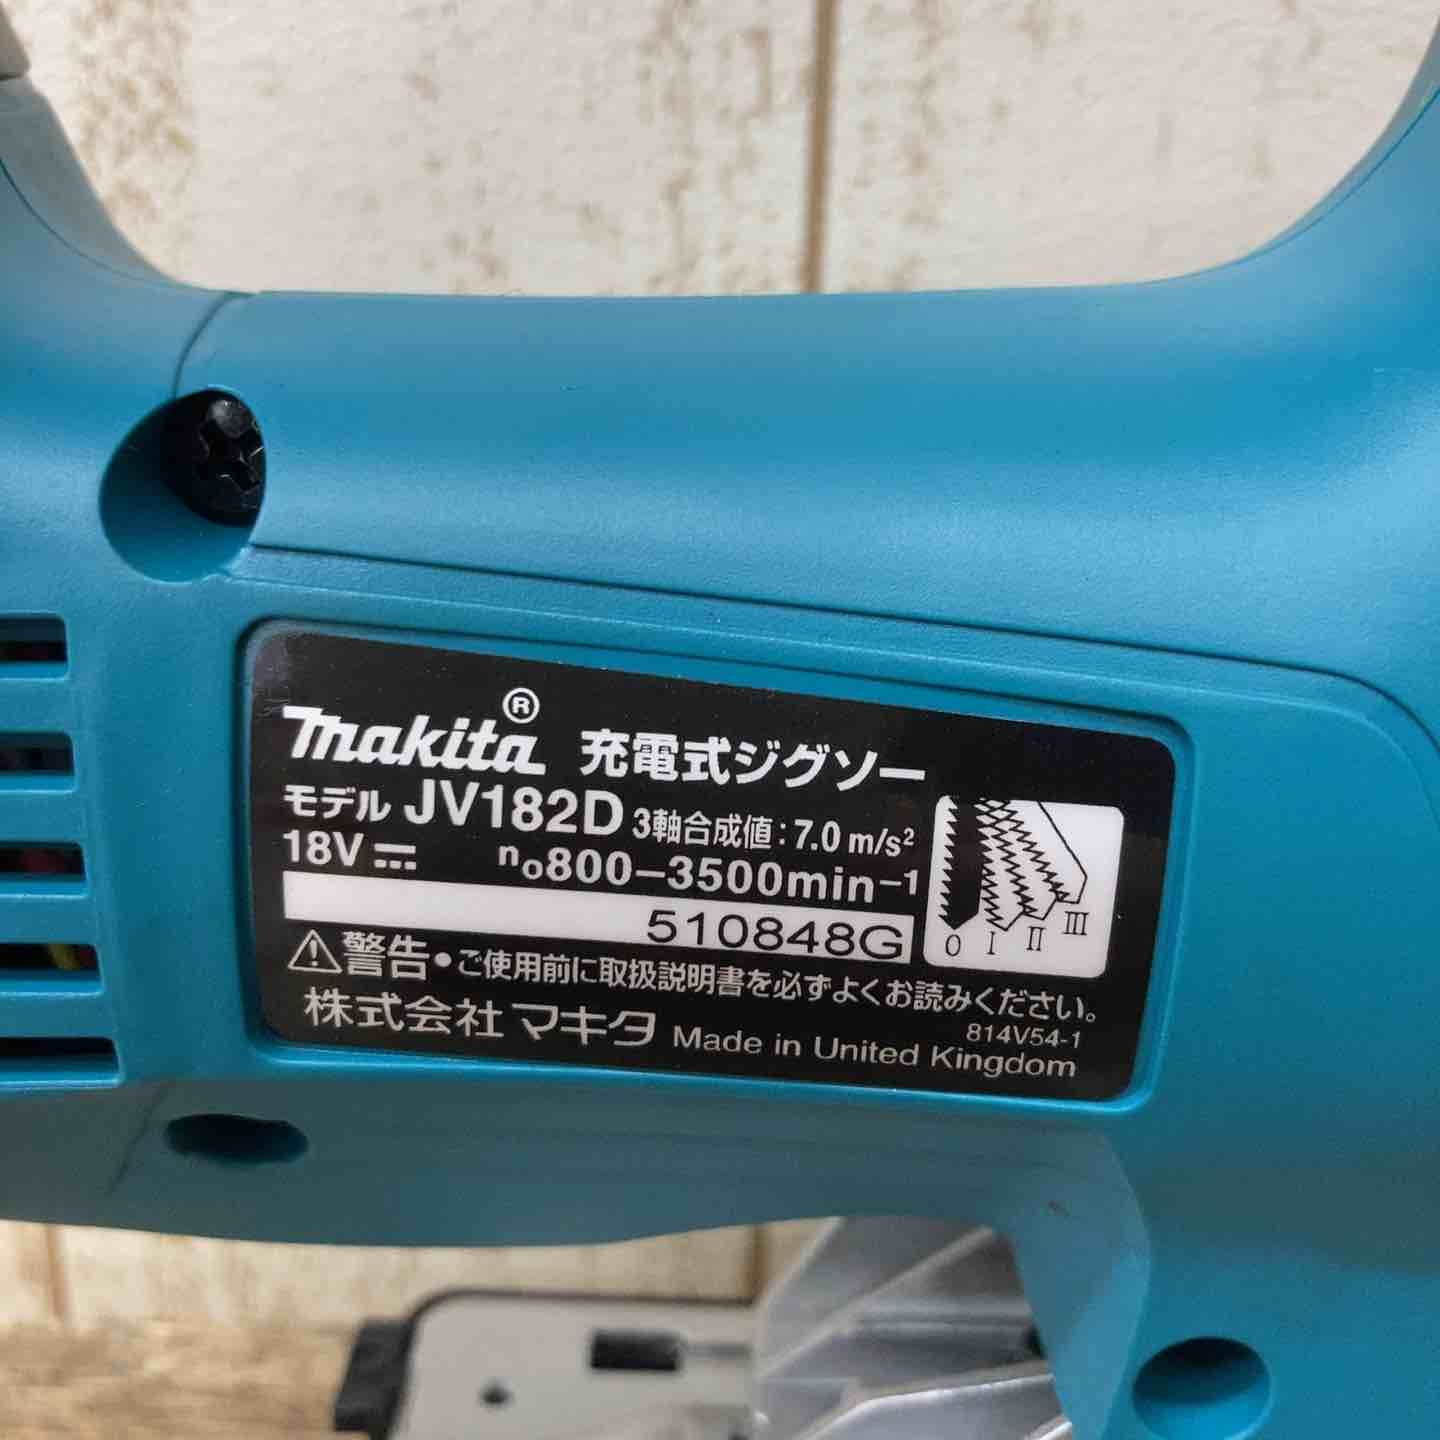 makita® 充電式ジグソー
モデル JV182D 3軸合成値:7.0 m/s²
18V ⎓ n₀800-3500min⁻¹
510848G
0 I II III
⚠警告•ご使用前に取扱説明書を必ずよくお読みください。
814V54-1
株式会社マキタ Made in United Kingdom